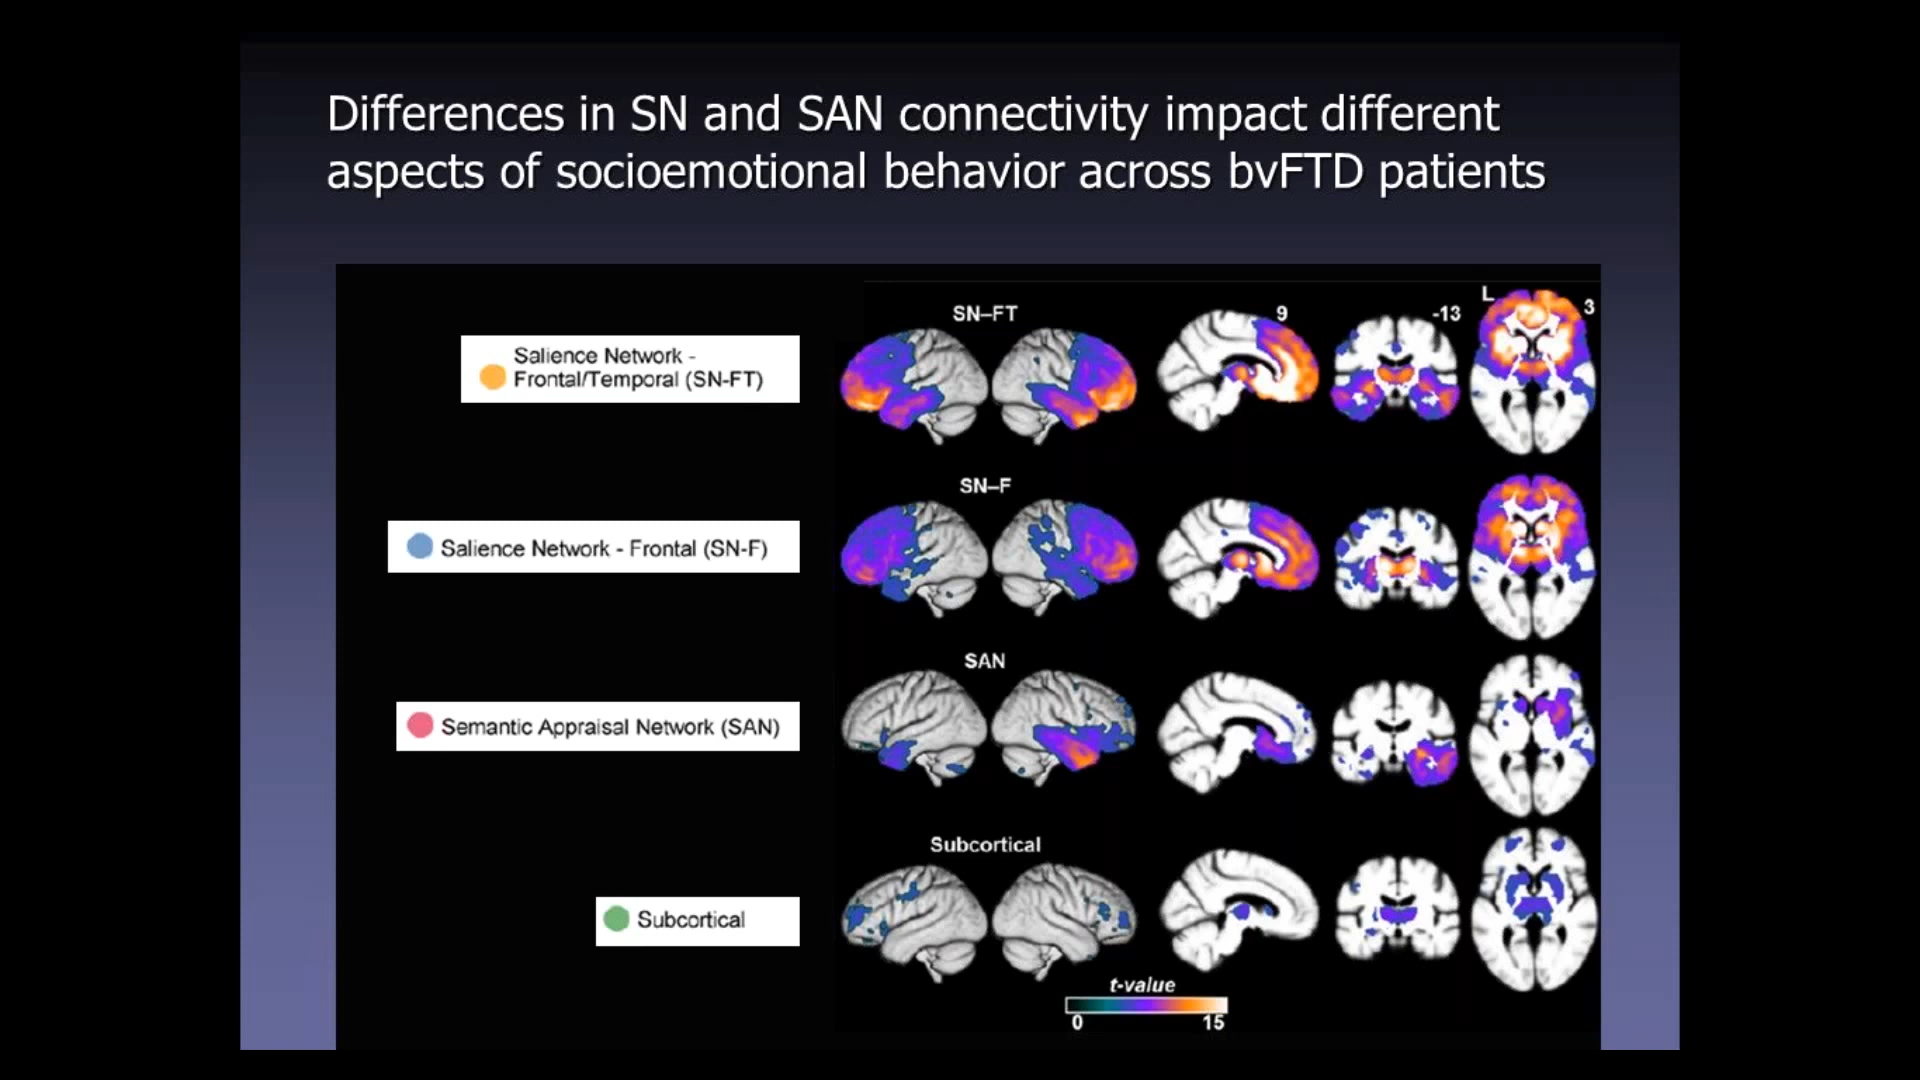 Differences in SN and SAN connectivity impact different
aspects of socioemotional behavior across bvFTD patients
Salience Network -
Frontal/Temporal (SN-FT)
SN–FT
9
-13
L
3
Salience Network - Frontal (SN-F)
SN–F
Semantic Appraisal Network (SAN)
SAN
Subcortical
Subcortical
t-value
0
15